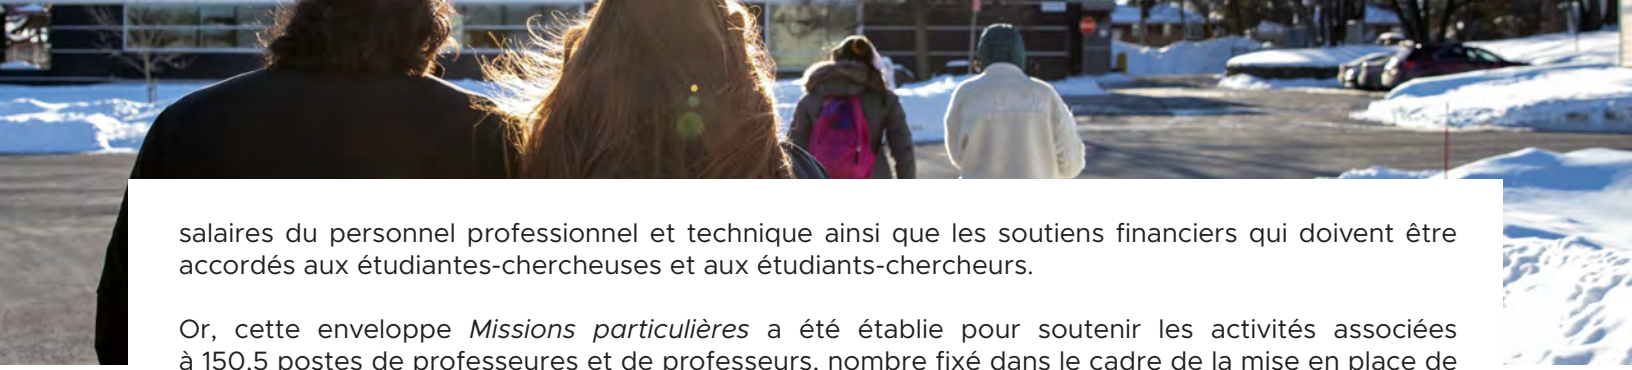 salaires du personnel professionnel et technique ainsi que les soutiens financiers qui doivent être
accordés aux étudiantes-chercheuses et aux étudiants-chercheurs.
Or, cette enveloppe Missions particulières a été établie pour soutenir les activités associées
à 150,5 postes de professeures et de professeurs, nombre fixé dans le cadre de la mise en place de